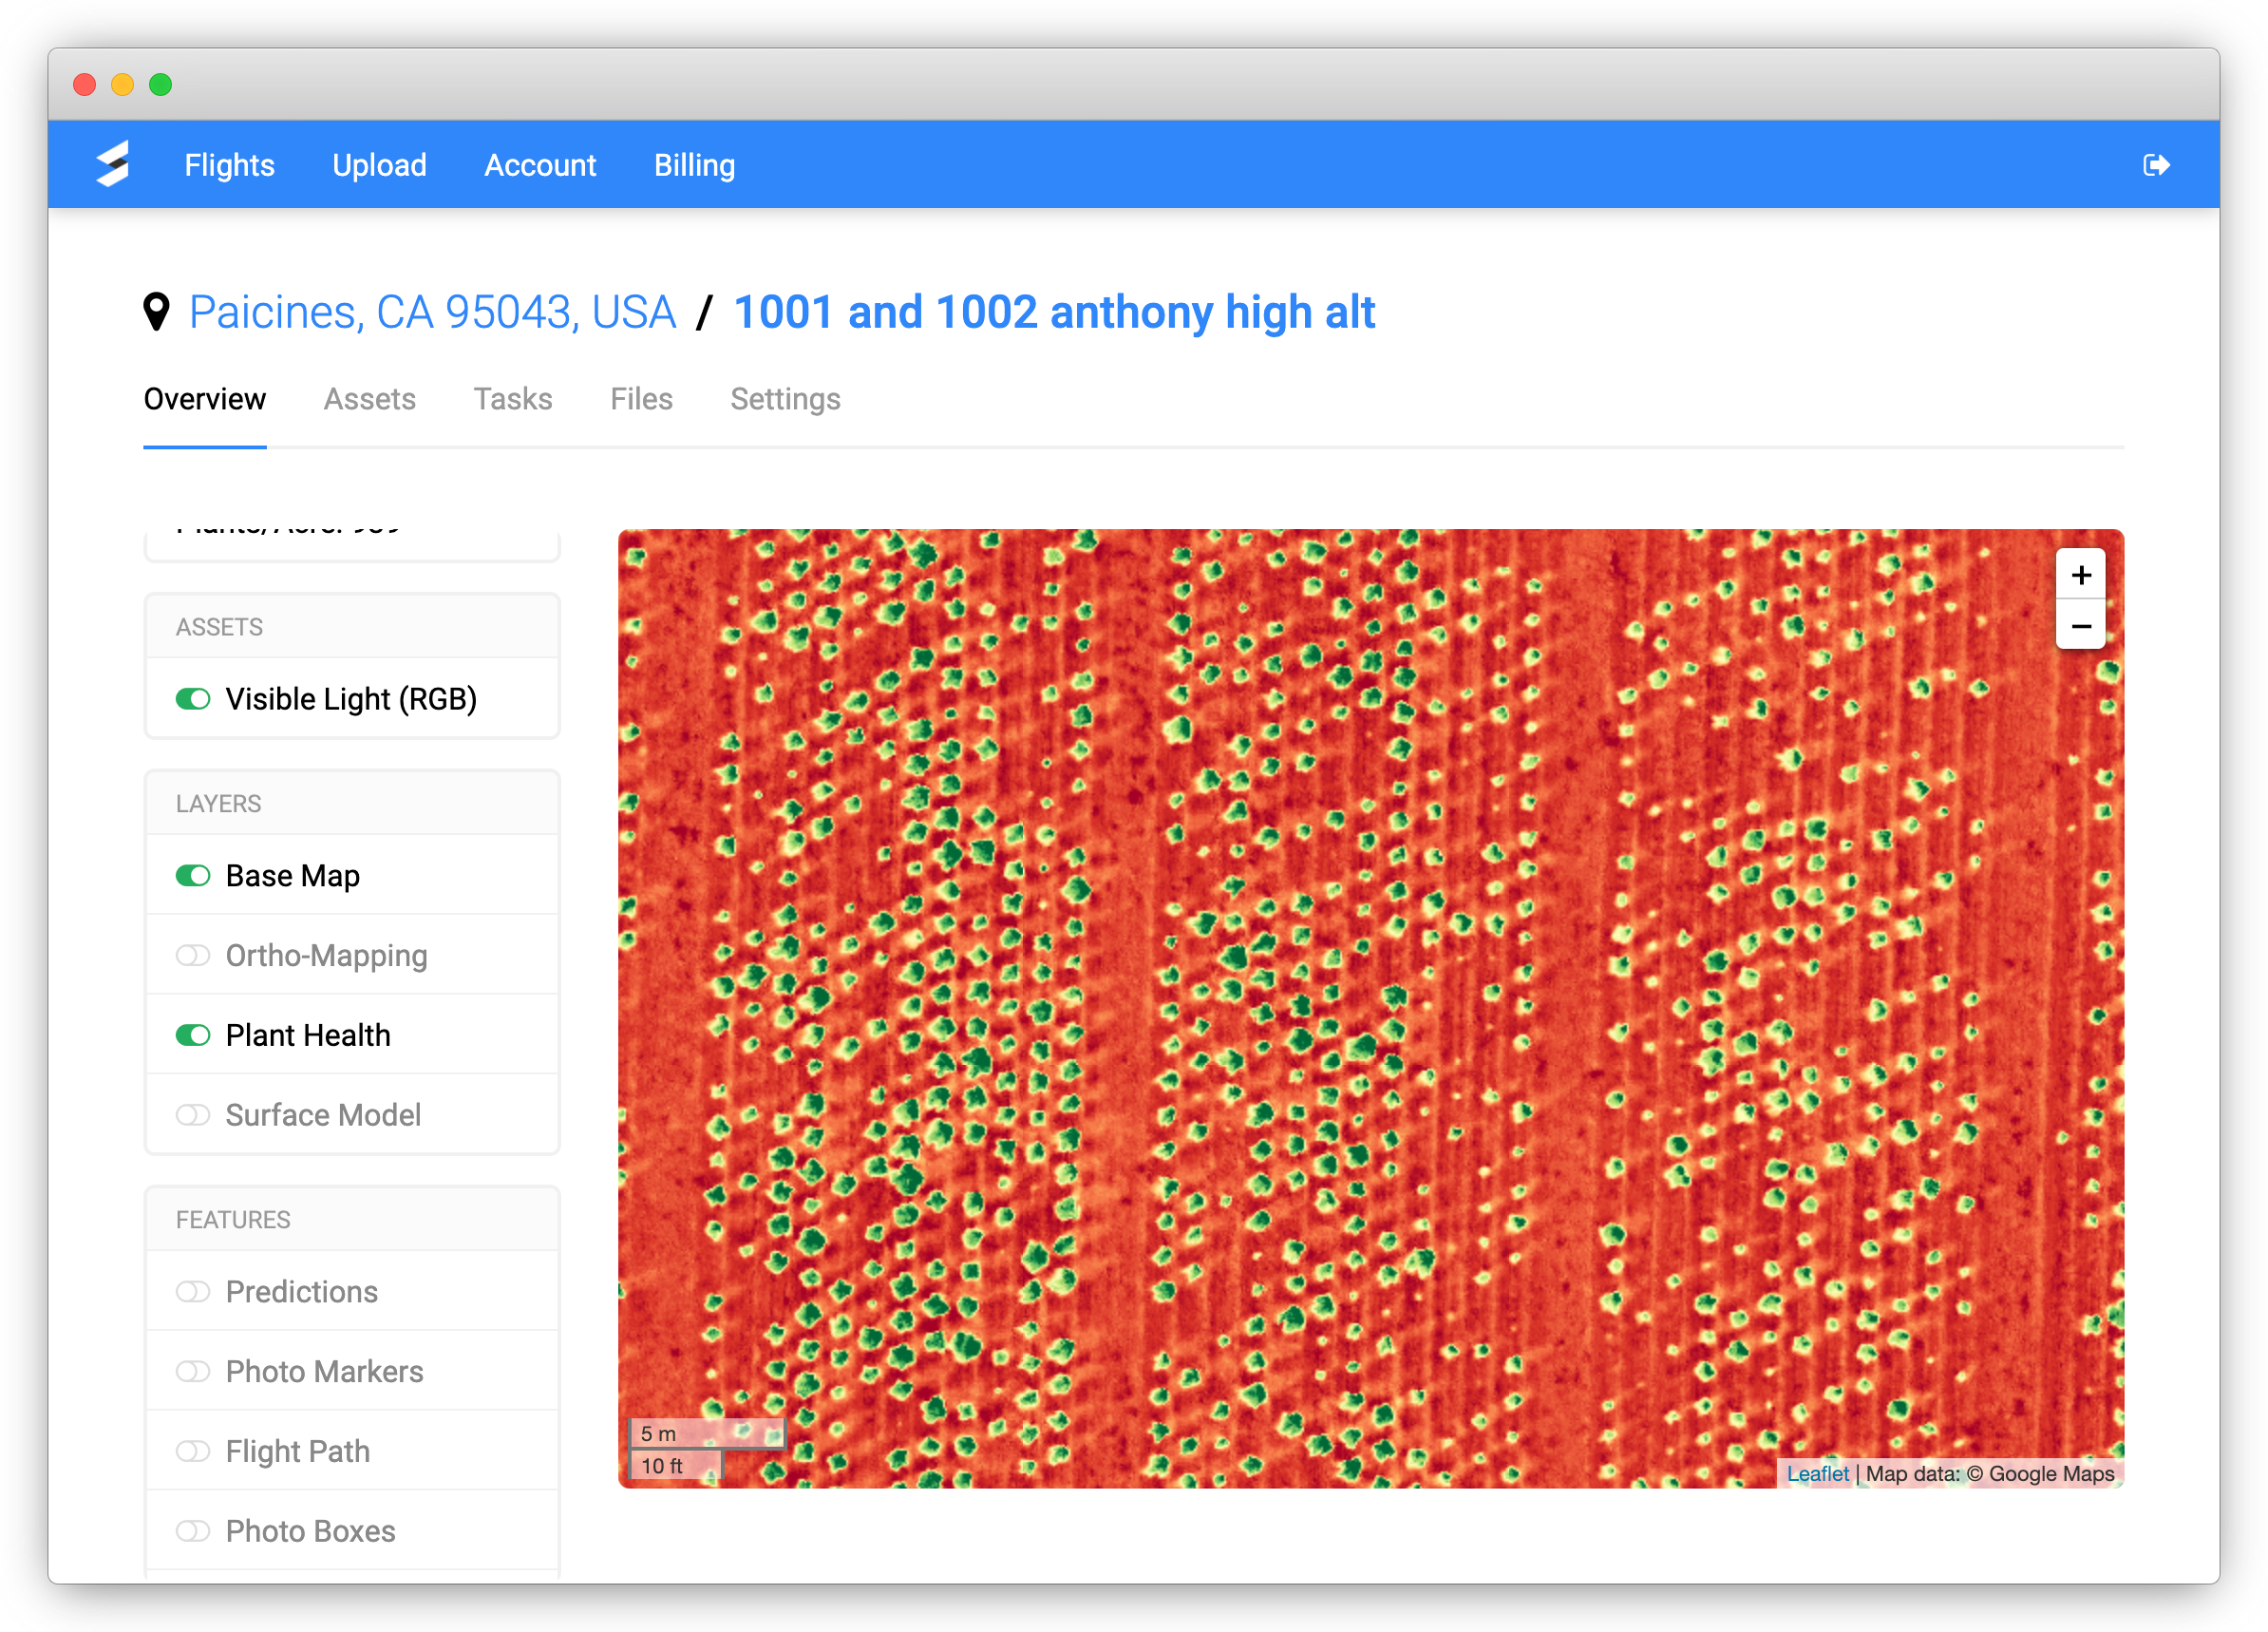 Flights
Upload
Account
Billing
Paicines, CA 95043, USA / 1001 and 1002 anthony high alt
Overview
Assets
Tasks
Files
Settings
ASSETS
Visible Light (RGB)
LAYERS
Base Map
Ortho-Mapping
Plant Health
Surface Model
FEATURES
Predictions
Photo Markers
Flight Path
Photo Boxes
+
−
5 m
10 ft
Leaflet | Map data: © Google Maps